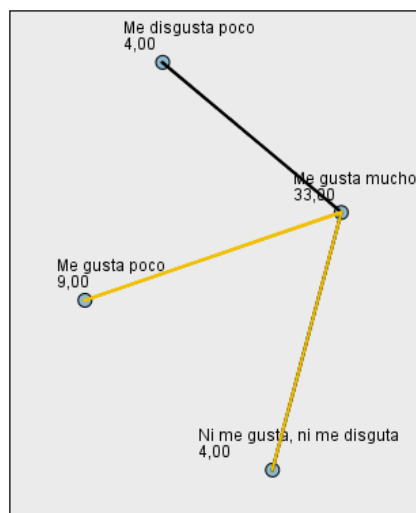 Me disgusta poco
4,00
Me gusta mucho
33,00
Me gusta poco
9,00
Ni me gusta, ni me disguta
4,00